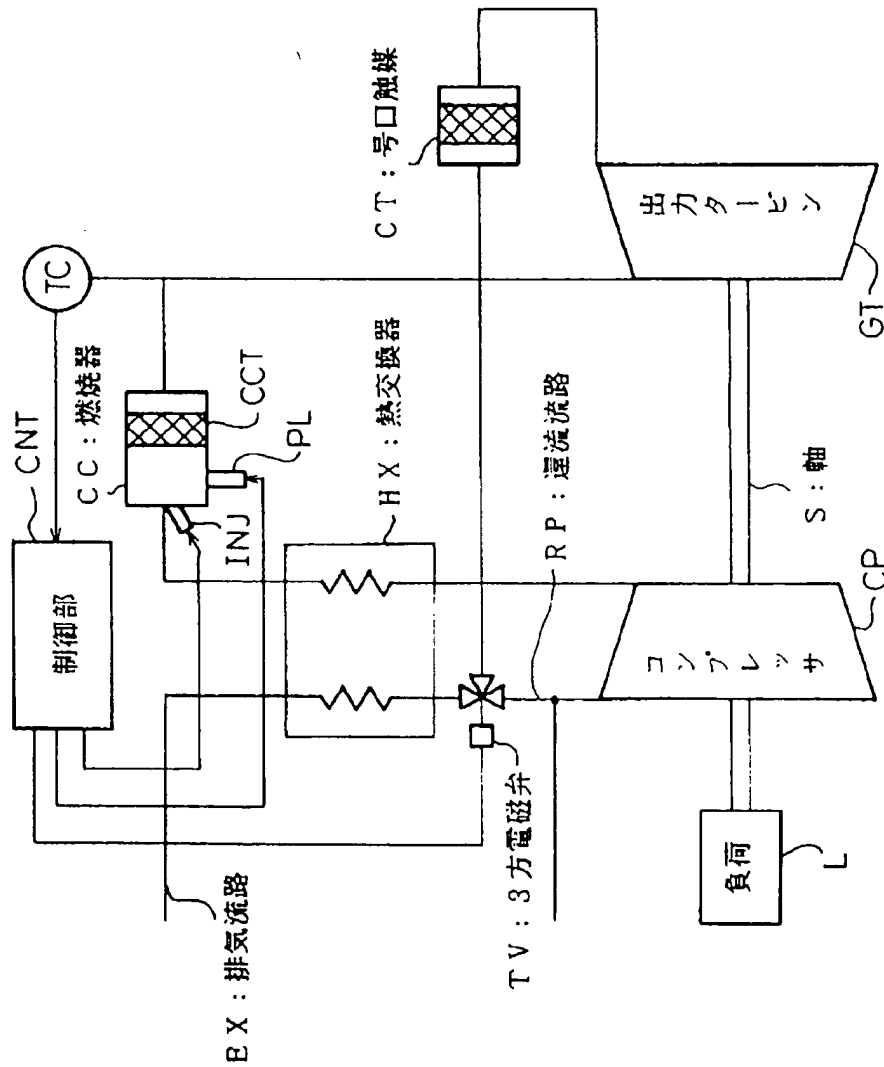 TC
CNT
制御部
CC：燃焼器
CCT
PL
INJ
HX：熱交換器
CT：号口触媒
EX：排気流路
TV：3方電磁弁
RP：還流流路
S：軸
出力タービン
GT
コンプレッサ
CP
負荷
L